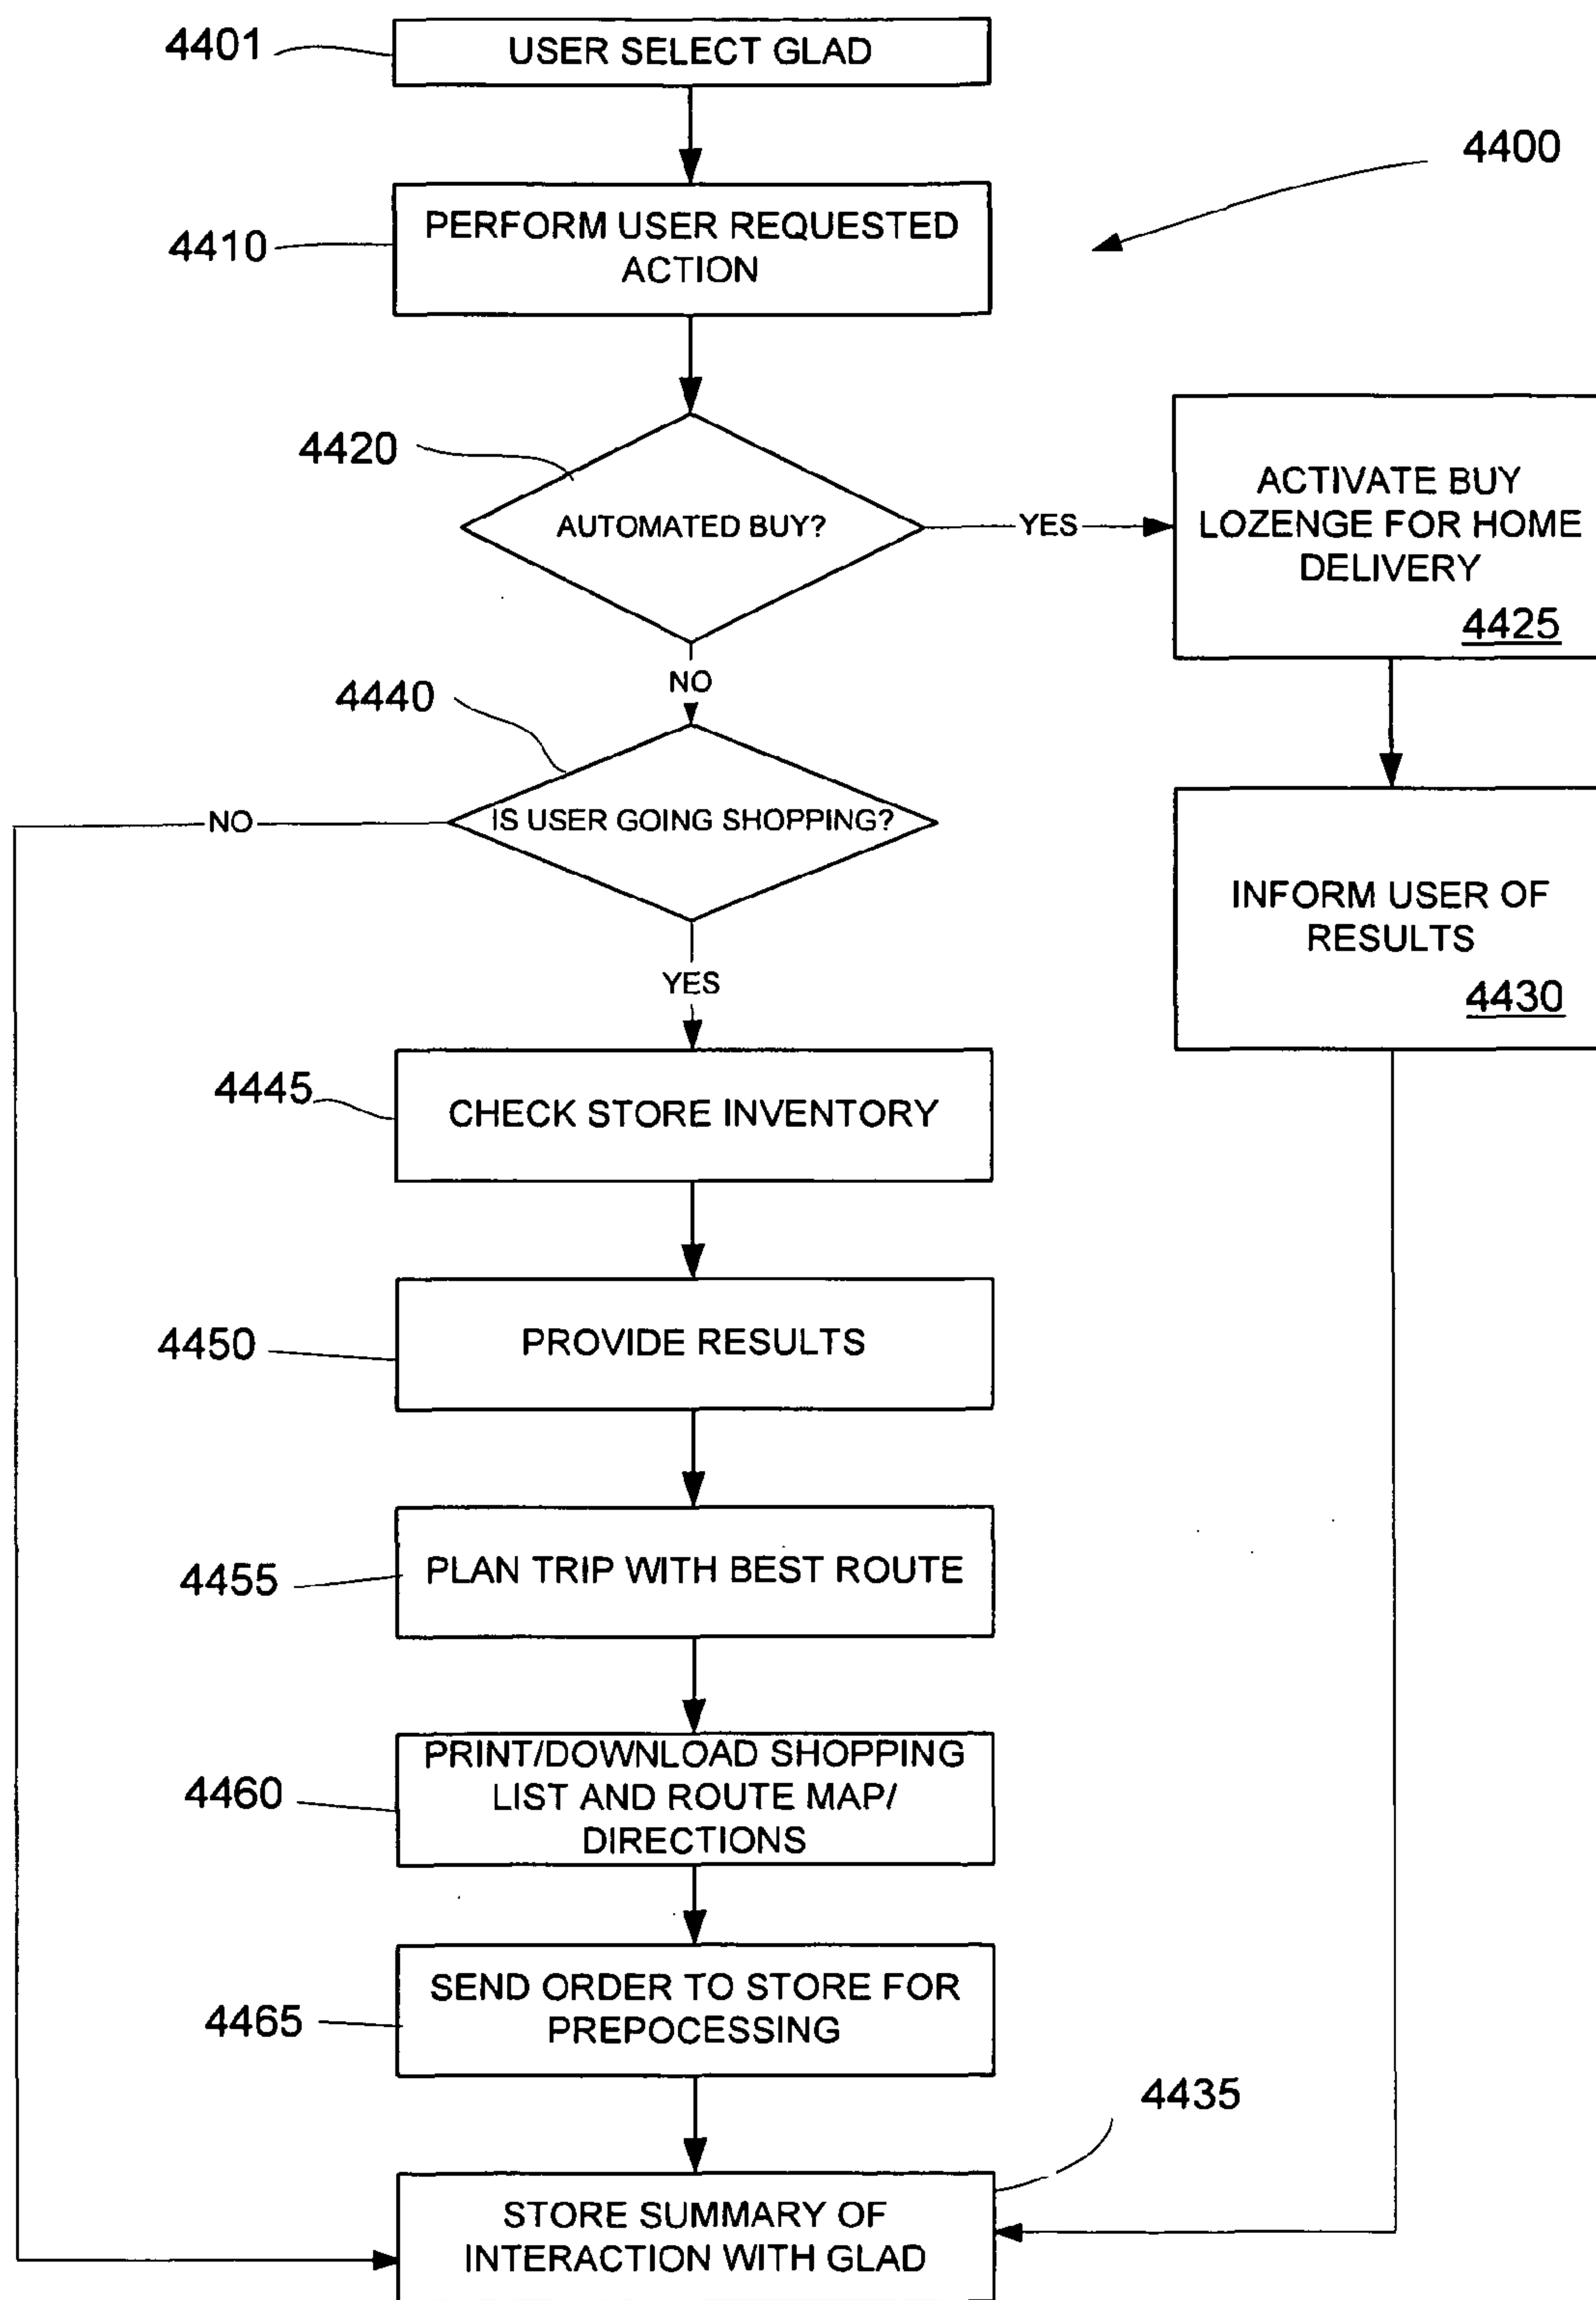 4401
USER SELECT GLAD
4400
4410
PERFORM USER REQUESTED
ACTION
4420
AUTOMATED BUY?
YES
ACTIVATE BUY
LOZENGE FOR HOME
DELIVERY
4425
NO
4440
IS USER GOING SHOPPING?
NO
INFORM USER OF
RESULTS
4430
YES
4445
CHECK STORE INVENTORY
4450
PROVIDE RESULTS
4455
PLAN TRIP WITH BEST ROUTE
4460
PRINT/DOWNLOAD SHOPPING
LIST AND ROUTE MAP/
DIRECTIONS
4465
SEND ORDER TO STORE FOR
PREPOCESSING
4435
STORE SUMMARY OF
INTERACTION WITH GLAD